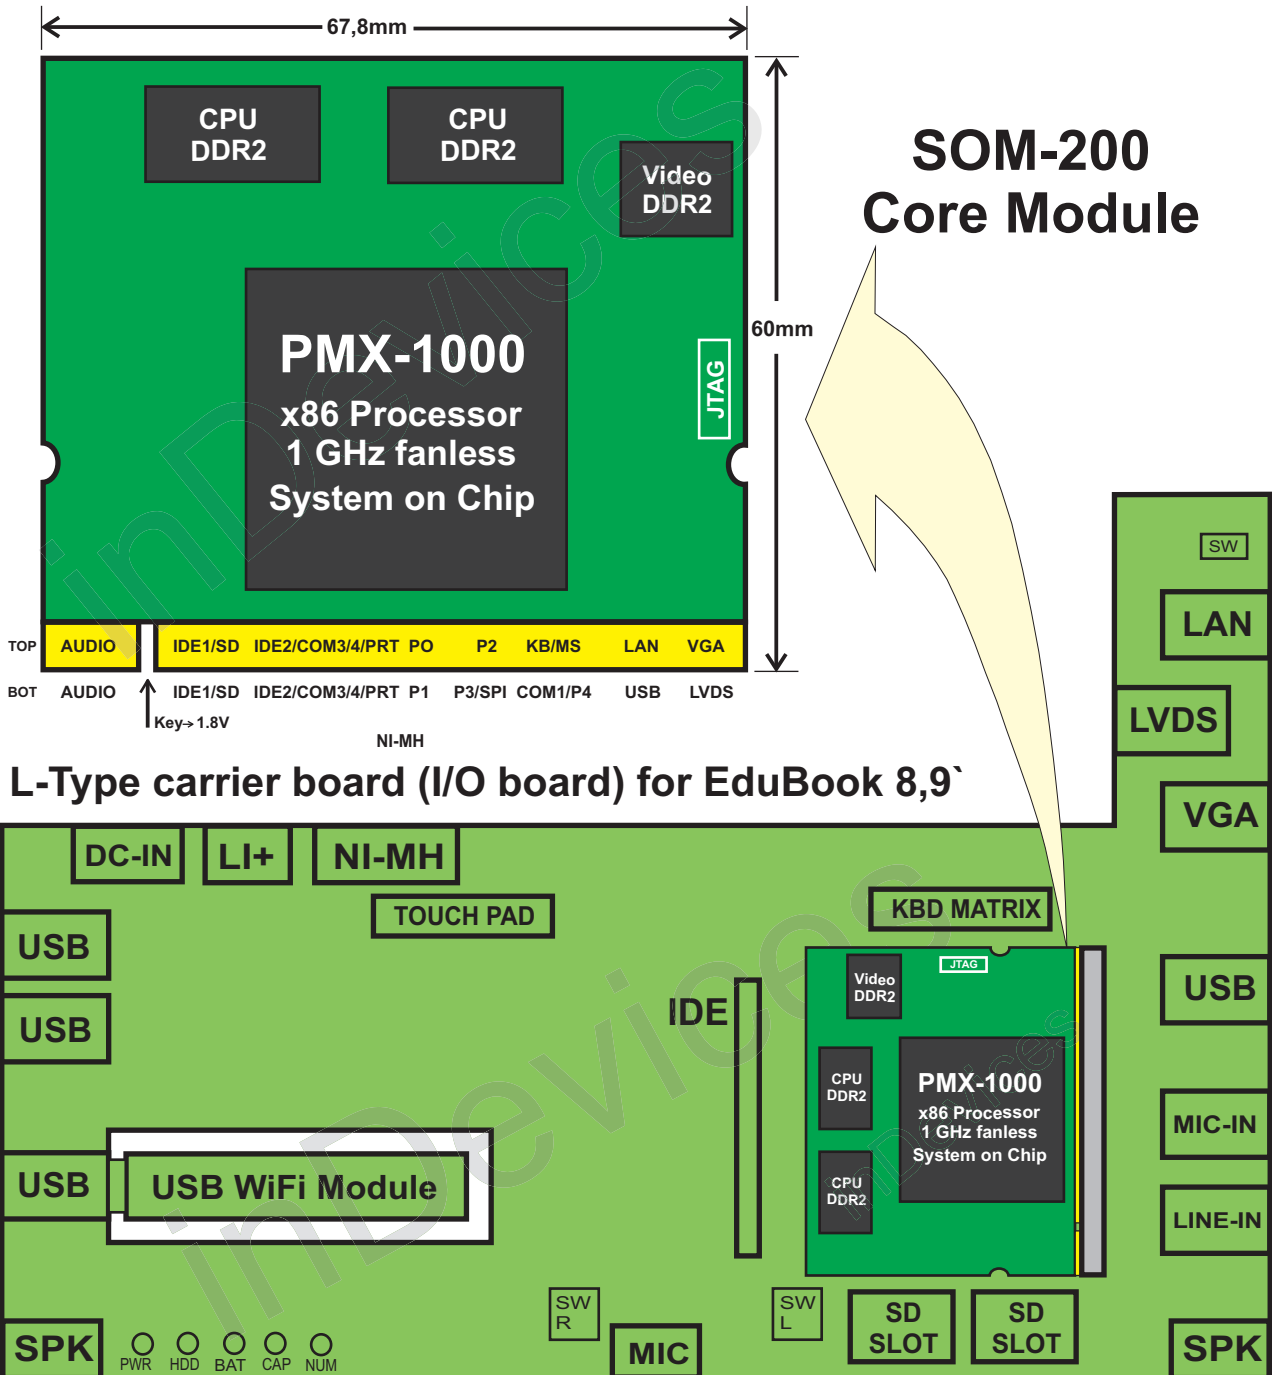 67,8mm
CPU
DDR2
CPU
DDR2
Video
DDR2
SOM-200
Core Module
PMX-1000
x86 Processor
1 GHz fanless
System on Chip
JTAG
60mm
TOP AUDIO IDE1/SD IDE2/COM3/4/PRT PO P2 KB/MS LAN VGA
BOT AUDIO IDE1/SD IDE2/COM3/4/PRT P1 P3/SPI COM1/P4 USB LVDS
Key→1.8V
NI-MH
inDevices
L-Type carrier board (I/O board) for EduBook 8,9`
SW
LAN
LVDS
VGA
DC-IN
LI+
NI-MH
TOUCH PAD
KBD MATRIX
USB
USB
USB
USB WiFi Module
IDE
JTAG
Video
DDR2
CPU
DDR2
CPU
DDR2
PMX-1000
x86 Processor
1 GHz fanless
System on Chip
inDevices
inDevices
USB
MIC-IN
LINE-IN
SPK
PWR HDD BAT CAP NUM
SW
R
MIC
SW
L
SD
SLOT
SD
SLOT
SPK